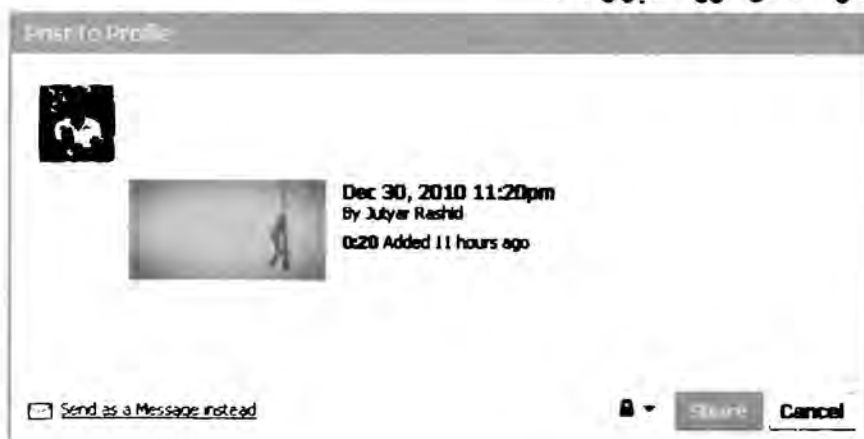 Post to Profile
Dec 30, 2010 11:20pm
By Jutyar Rashid
0:20 Added 11 hours ago
Send as a Message instead
Share
Cancel